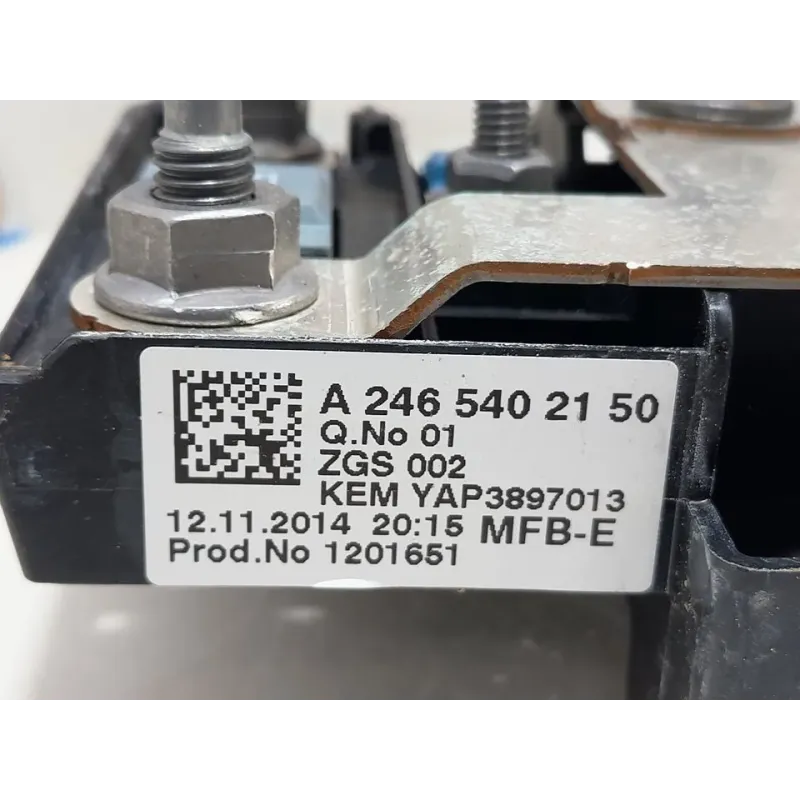 A 246 540 21 50
Q.No 01
ZGS 002
KEM YAP3897013
12.11.2014 20:15 MFB-E
Prod.No 1201651